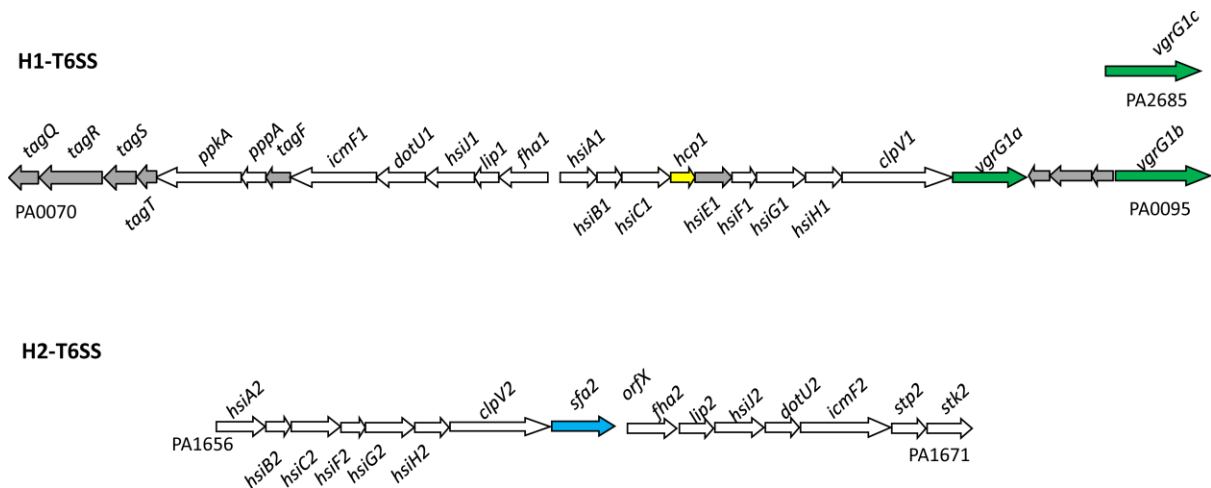 vgrG1c
H1-T6SS
PA2685
tagQ tagR tagS ppkA pppA tagF icmF1 dotU1 hsiJ1 lip1 fha1 hsiA1 hcp1 clpV1 vgrG1a vgrG1b
PA0070 tagT hsiB1 hsiC1 hsiE1 hsiF1 hsiG1 hsiH1 PA0095
H2-T6SS
hsiA2 clpV2 sfa2 orfX fha2 lip2 hsiJ2 dotU2 icmF2 stp2 stk2
PA1656 hsiB2 hsiC2 hsiF2 hsiG2 hsiH2 PA1671